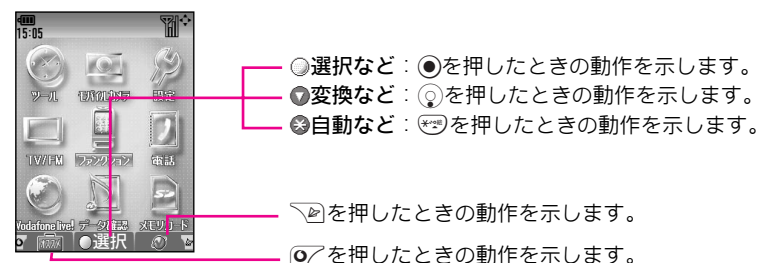 15:05
ツール モバイルカメラ 設定
TV/FM ファンクション 電話
Vodafone live! データ確認 メモリカード
オススメ 選択
選択など：を押したときの動作を示します。
変換など：を押したときの動作を示します。
自動など：を押したときの動作を示します。
を押したときの動作を示します。
を押したときの動作を示します。